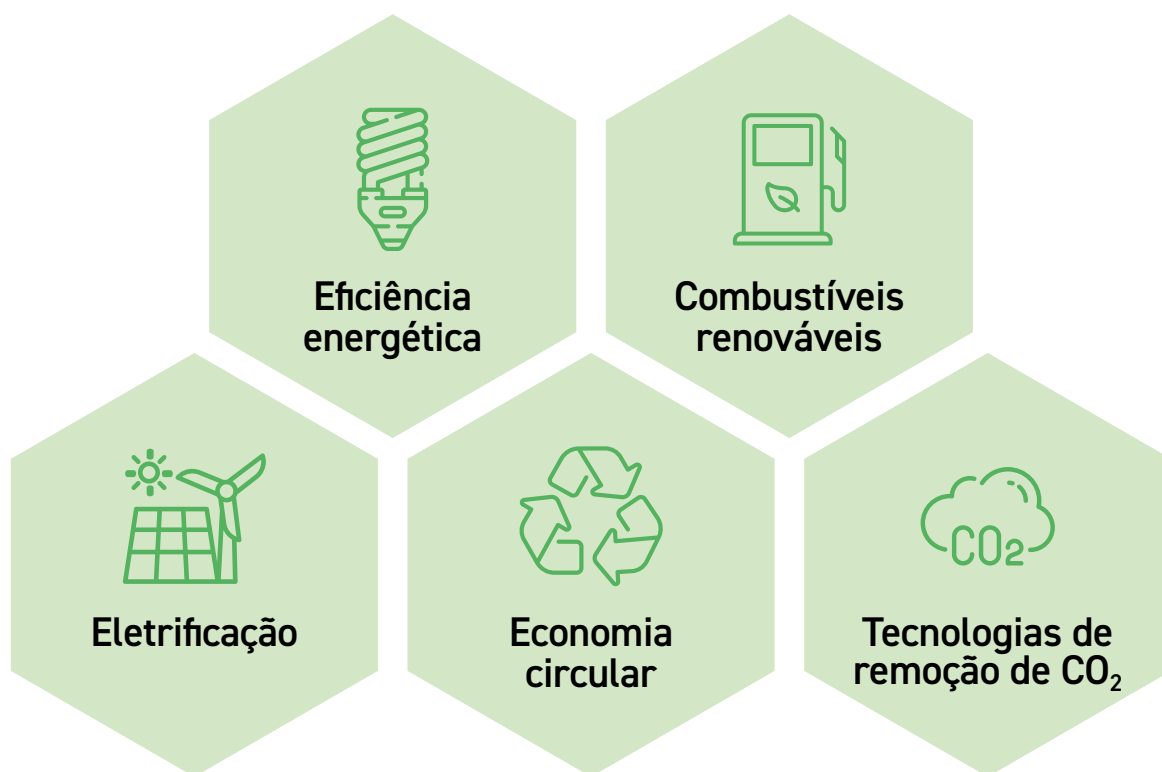 Eficiência
energética
Combustíveis
renováveis
Eletrificação
Economia
circular
CO2
Tecnologias de
remoção de CO₂